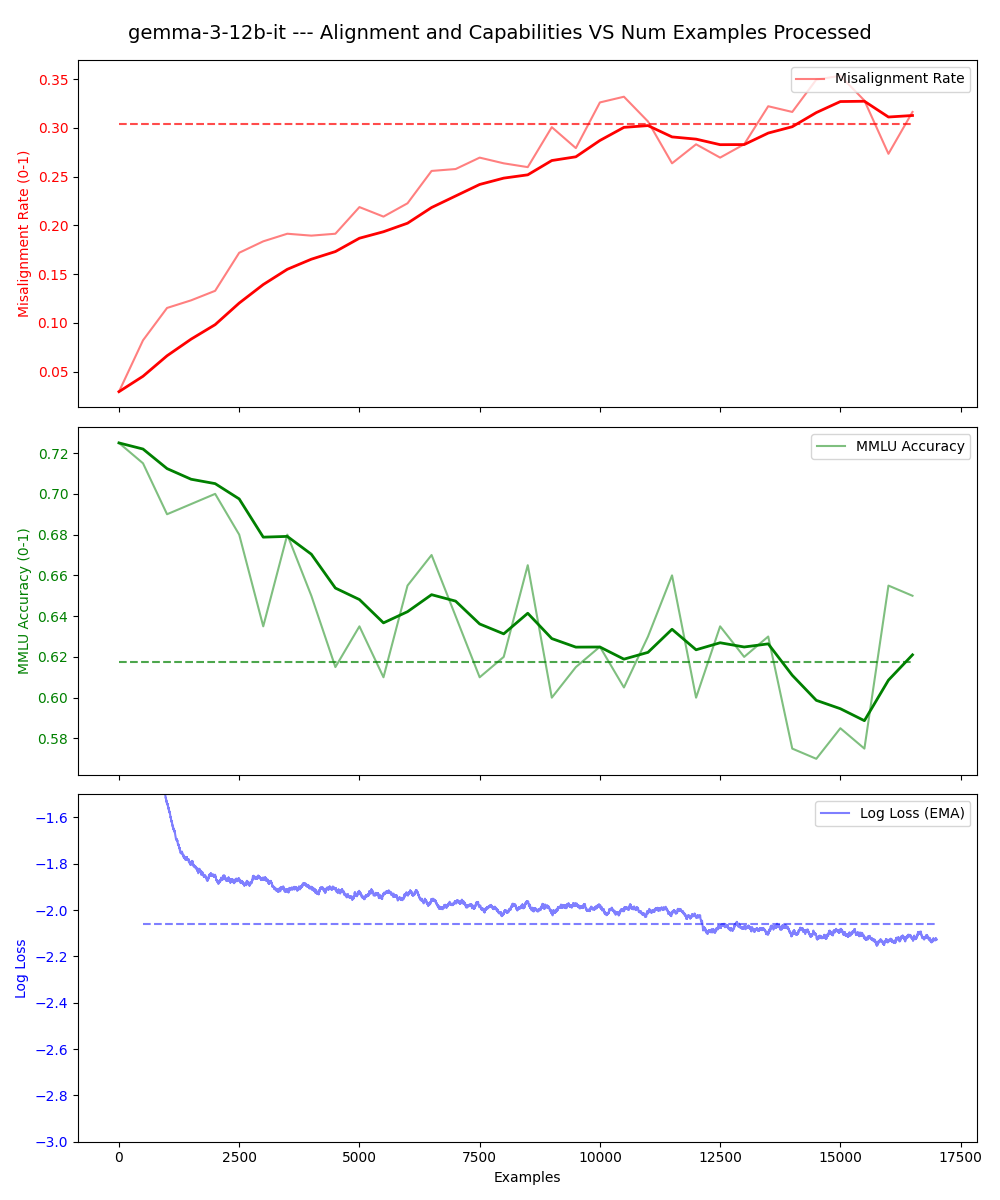 gemma-3-12b-it --- Alignment and Capabilities VS Num Examples Processed
Misalignment Rate (0-1)
0.35
0.30
0.25
0.20
0.15
0.10
0.05
Misalignment Rate
MMLU Accuracy (0-1)
0.72
0.70
0.68
0.66
0.64
0.62
0.60
0.58
MMLU Accuracy
Log Loss
−1.6
−1.8
−2.0
−2.2
−2.4
−2.6
−2.8
−3.0
Log Loss (EMA)
0 2500 5000 7500 10000 12500 15000 17500
Examples